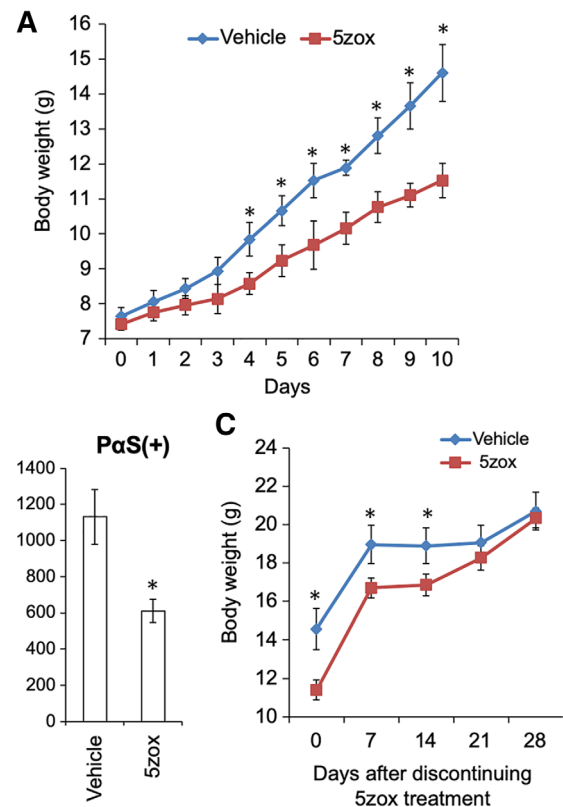 A
Vehicle 5zox
Body weight (g)
16
15
14
13
12
11
10
9
8
7
* * * * * * *
0 1 2 3 4 5 6 7 8 9 10
Days
PαS(+)
1400
1200
1000
800
600
400
200
0
*
Vehicle
5zox
C
Vehicle
5zox
Body weight (g)
24
22
20
18
16
14
12
10
* * *
0 7 14 21 28
Days after discontinuing
5zox treatment